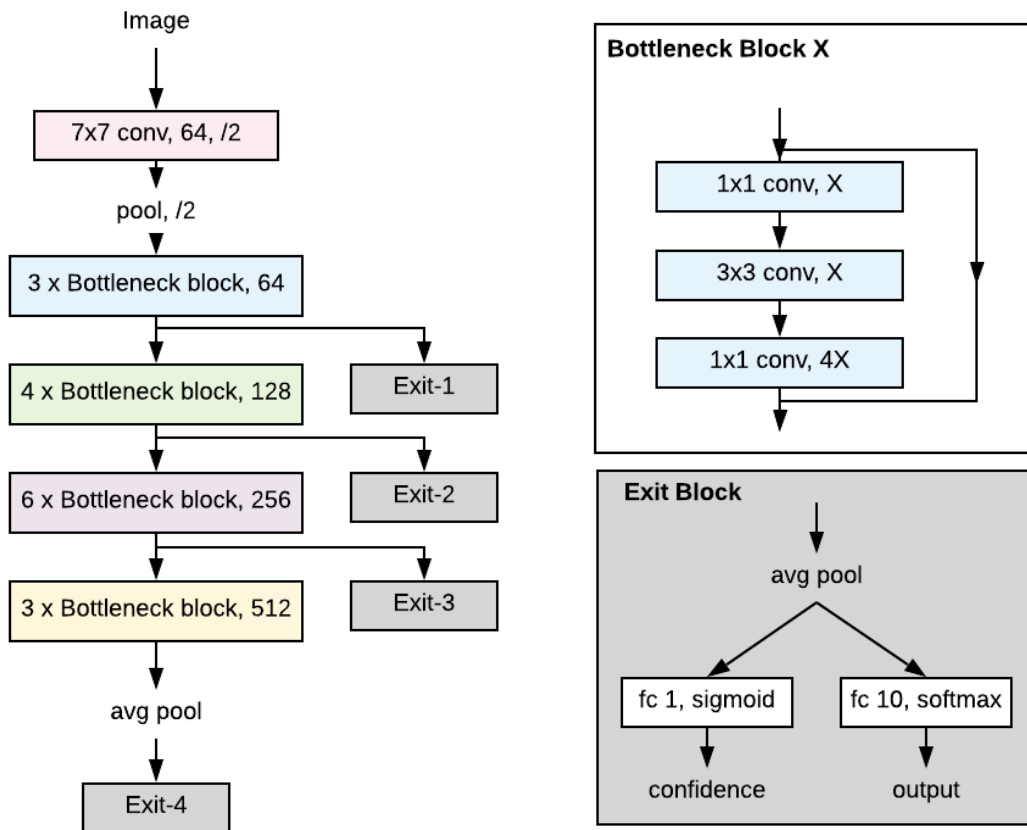 Image
7x7 conv, 64, /2
pool, /2
3 x Bottleneck block, 64
4 x Bottleneck block, 128
Exit-1
6 x Bottleneck block, 256
Exit-2
3 x Bottleneck block, 512
Exit-3
avg pool
Exit-4
Bottleneck Block X
1x1 conv, X
3x3 conv, X
1x1 conv, 4X
Exit Block
avg pool
fc 1, sigmoid
fc 10, softmax
confidence
output